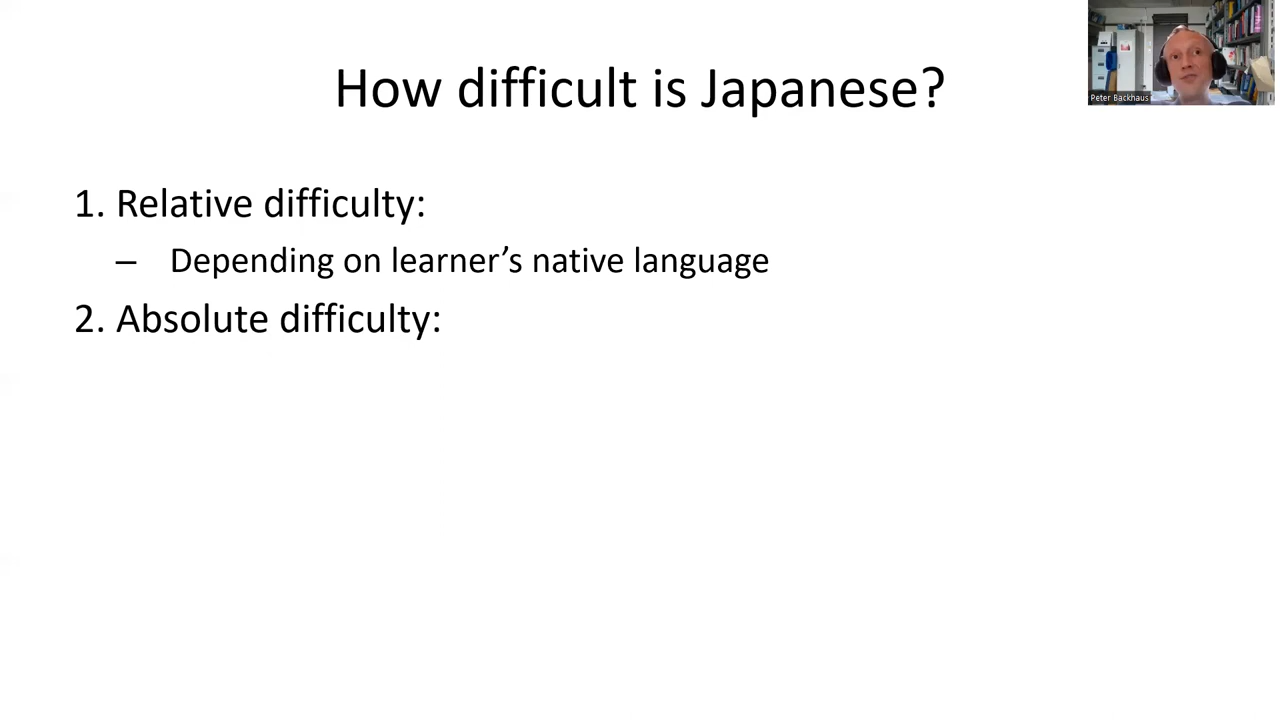 How difficult is Japanese?
1. Relative difficulty:
– Depending on learner’s native language
2. Absolute difficulty:
Peter Backhaus